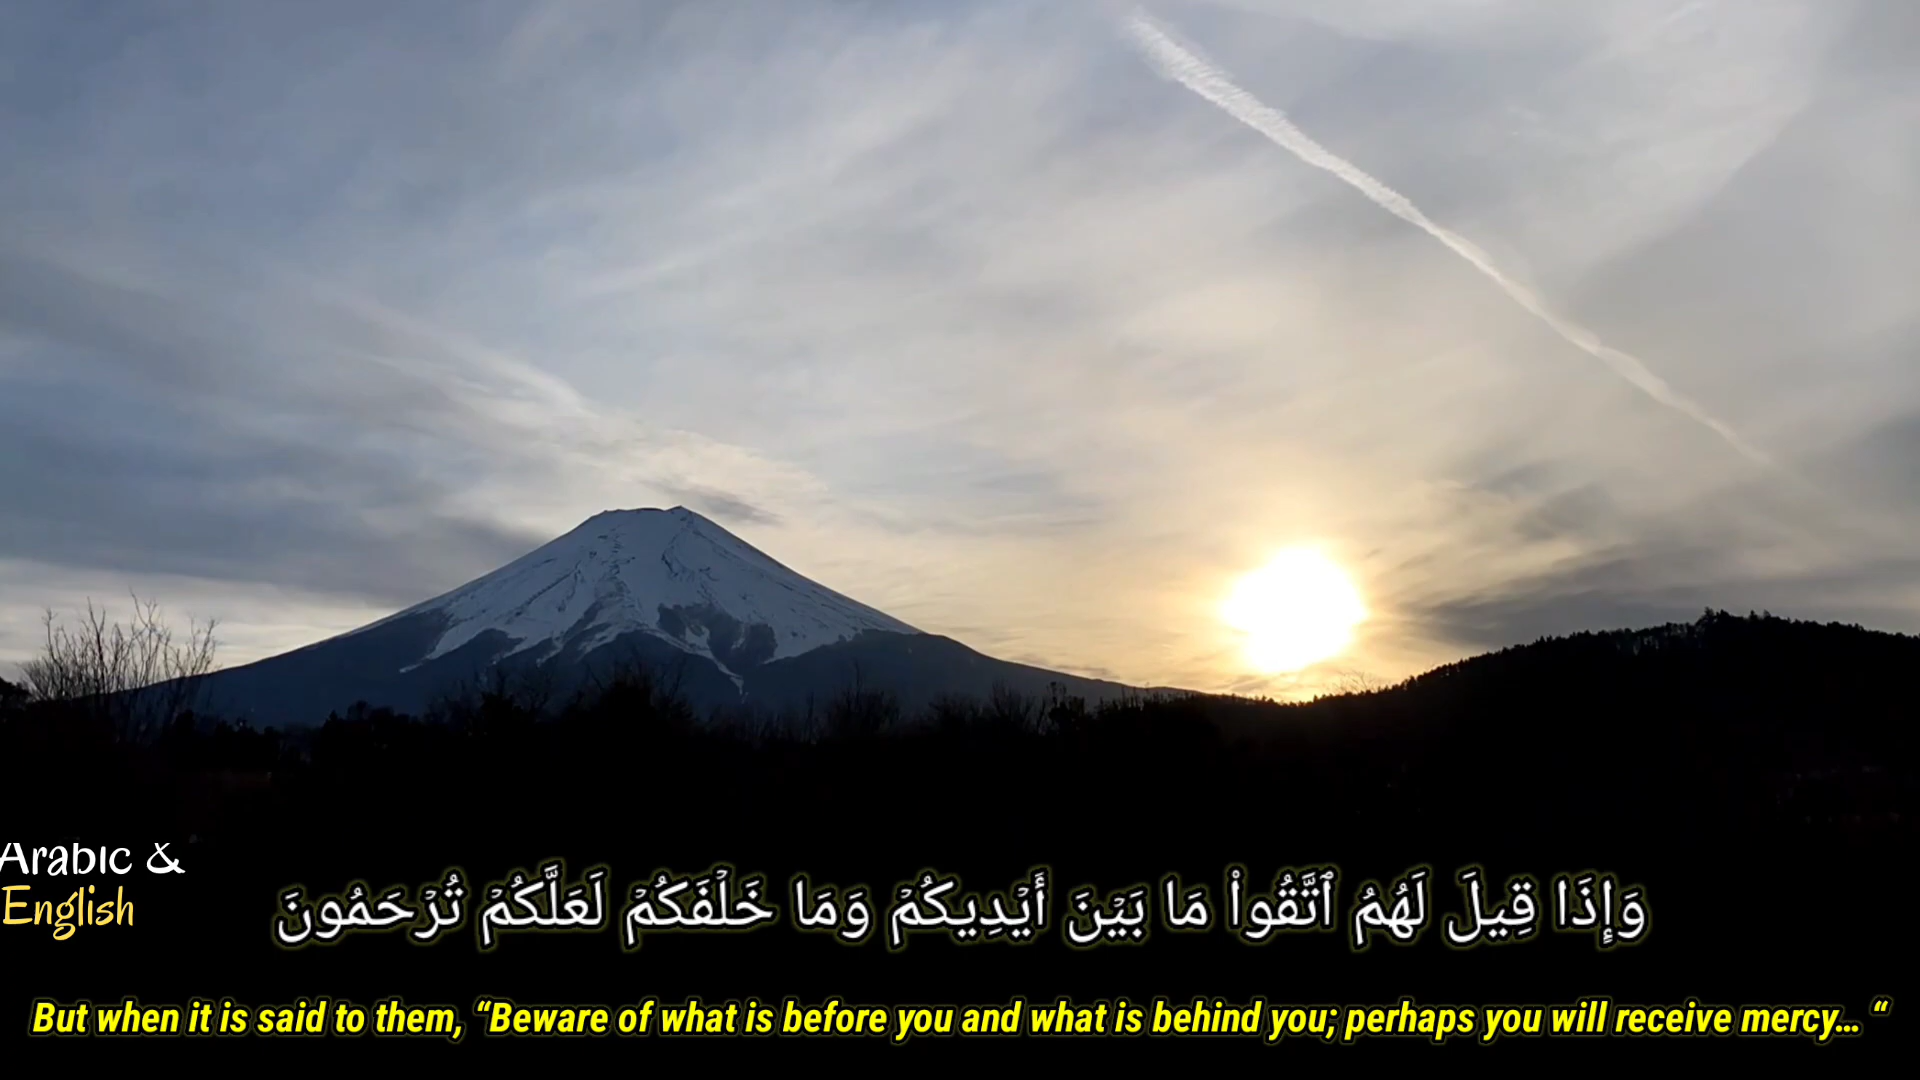 Arabic &
English
وَإِذَا قِيلَ لَهُمُ ٱتَّقُوا۟ مَا بَيْنَ أَيْدِيكُمْ وَمَا خَلْفَكُمْ لَعَلَّكُمْ تُرْحَمُونَ
But when it is said to them, “Beware of what is before you and what is behind you; perhaps you will receive mercy… “